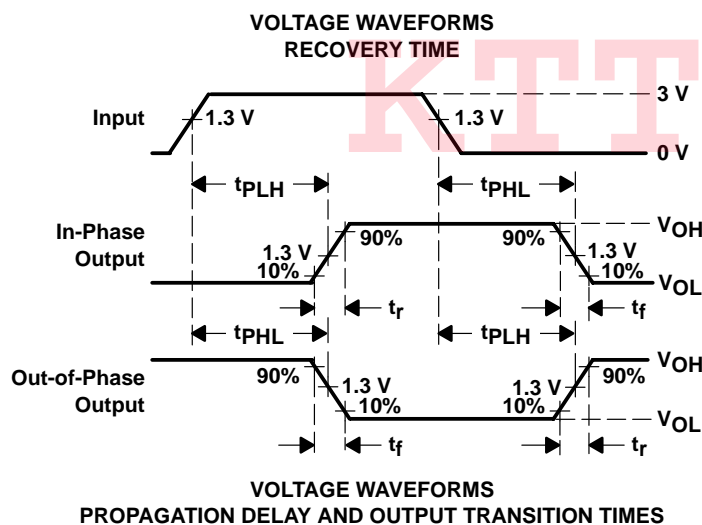 VOLTAGE WAVEFORMS
RECOVERY TIME
KTT
3 V
Input
1.3 V
1.3 V
0 V
tPLH
tPHL
VOH
In-Phase
Output
90%
90%
1.3 V
1.3 V
10%
10%
VOL
tr
tf
tPHL
tPLH
VOH
Out-of-Phase
Output
90%
90%
1.3 V
1.3 V
10%
10%
VOL
tf
tr
VOLTAGE WAVEFORMS
PROPAGATION DELAY AND OUTPUT TRANSITION TIMES